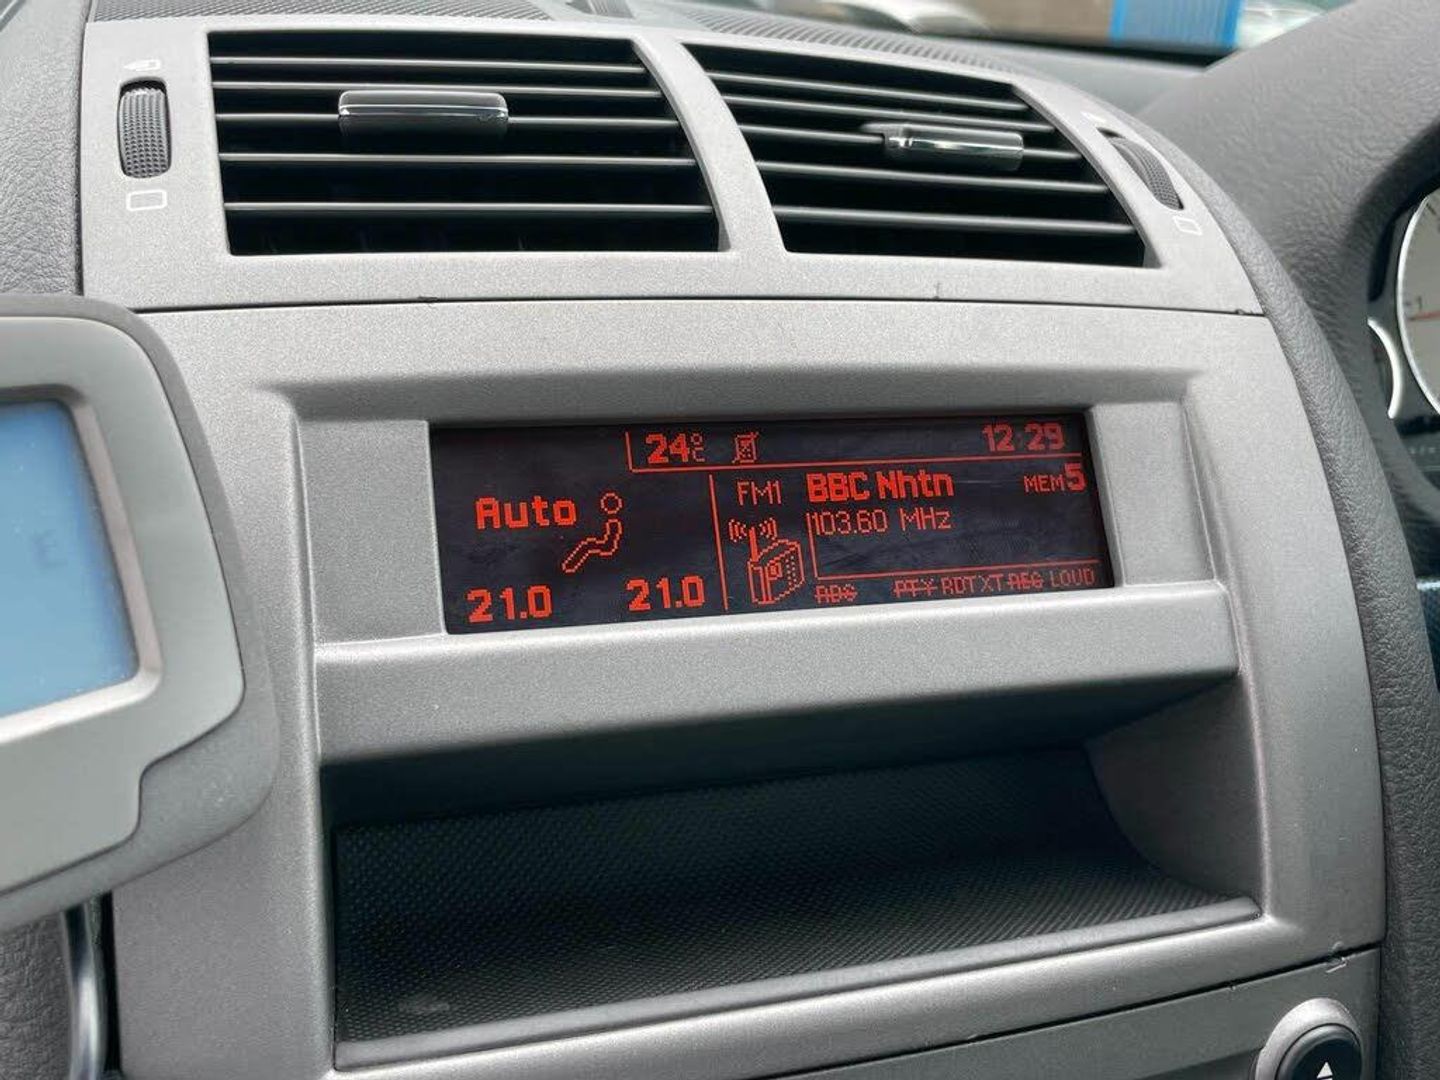 24°C 12:29
FM1 BBC Nhtn MEM5
Auto 103.60 MHz
21.0 21.0 RDS PTY RDTXT REG LOUD